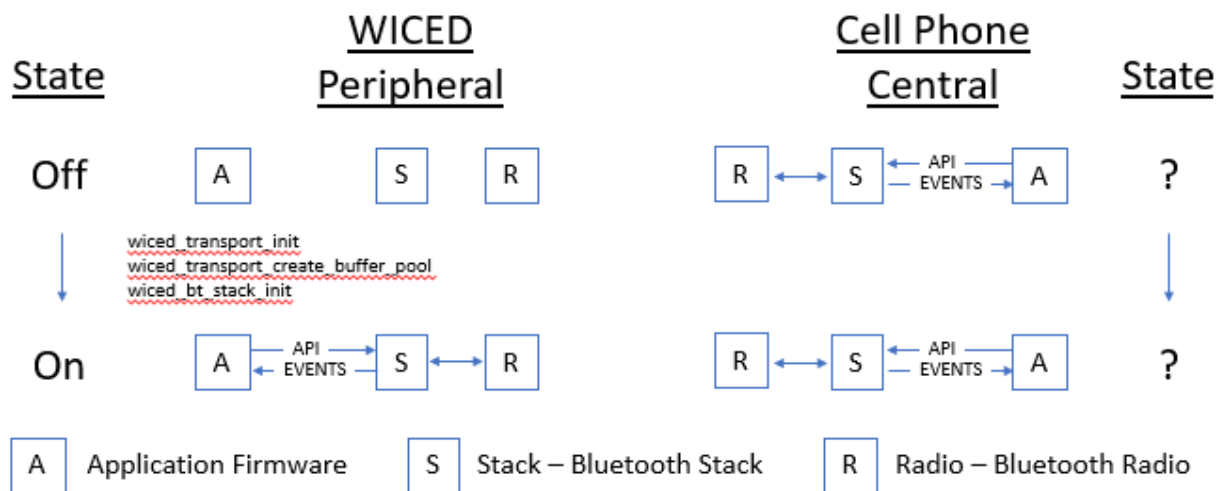 WICED
Peripheral
Cell Phone
Central
State
State
Off
A
S
R
R
S
API
EVENTS
A
?
wiced_transport_init
wiced_transport_create_buffer_pool
wiced_bt_stack_init
On
A
API
EVENTS
S
R
R
S
API
EVENTS
A
?
A Application Firmware
S Stack – Bluetooth Stack
R Radio – Bluetooth Radio